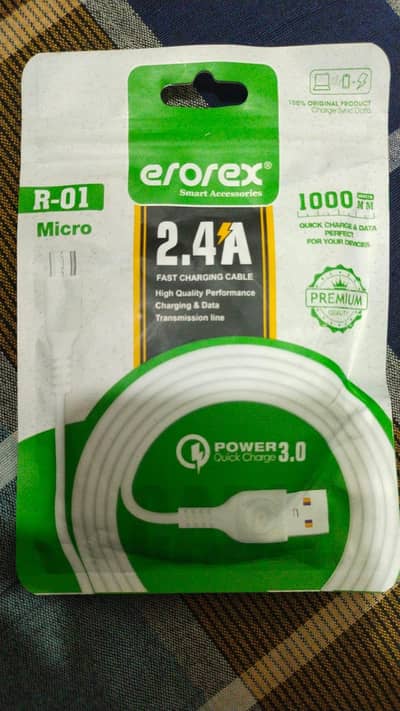 100% ORIGINAL PRODUCT
Charge Sync Data
erorex®
Smart Accessories
R-01
Micro
2.4A
FAST CHARGING CABLE
High Quality Performance
Charging & Data
Transmission line
1000 MM
QUICK CHARGE & DATA
PERFECT
FOR YOUR DEVICES
PREMIUM
QUALITY
POWER 3.0
Quick Charge